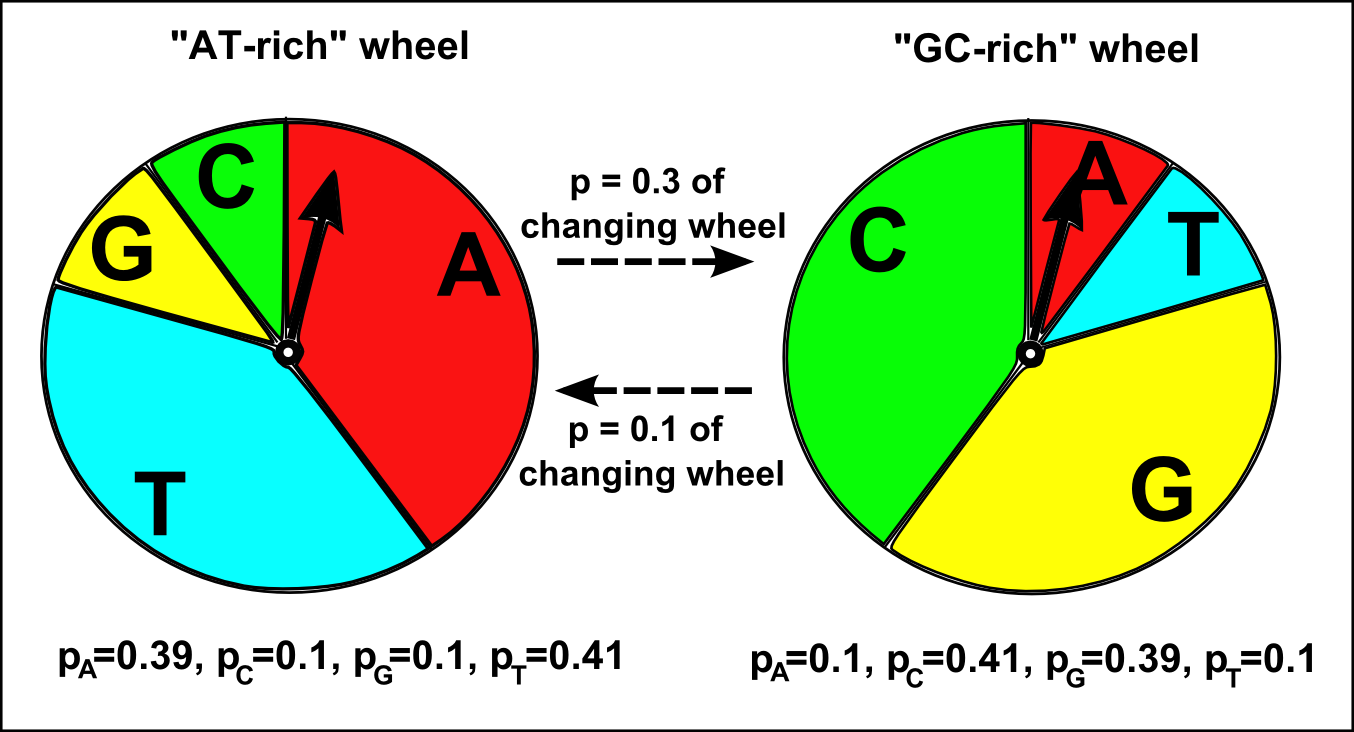 "AT-rich" wheel
"GC-rich" wheel
C
A
G
T
p = 0.3 of
changing wheel
p = 0.1 of
changing wheel
A
T
C
G
pA=0.39, pC=0.1, pG=0.1, pT=0.41
pA=0.1, pC=0.41, pG=0.39, pT=0.1